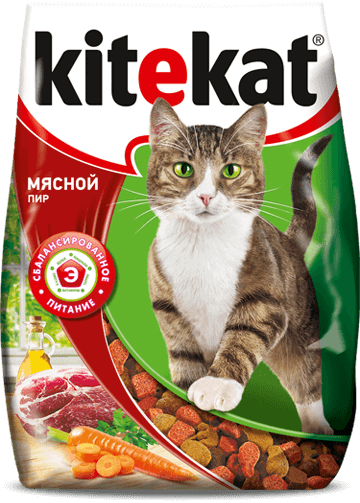 kitekat®
МЯСНОЙ
ПИР
СБАЛАНСИРОВАННОЕ
Э
ПИТАНИЕ